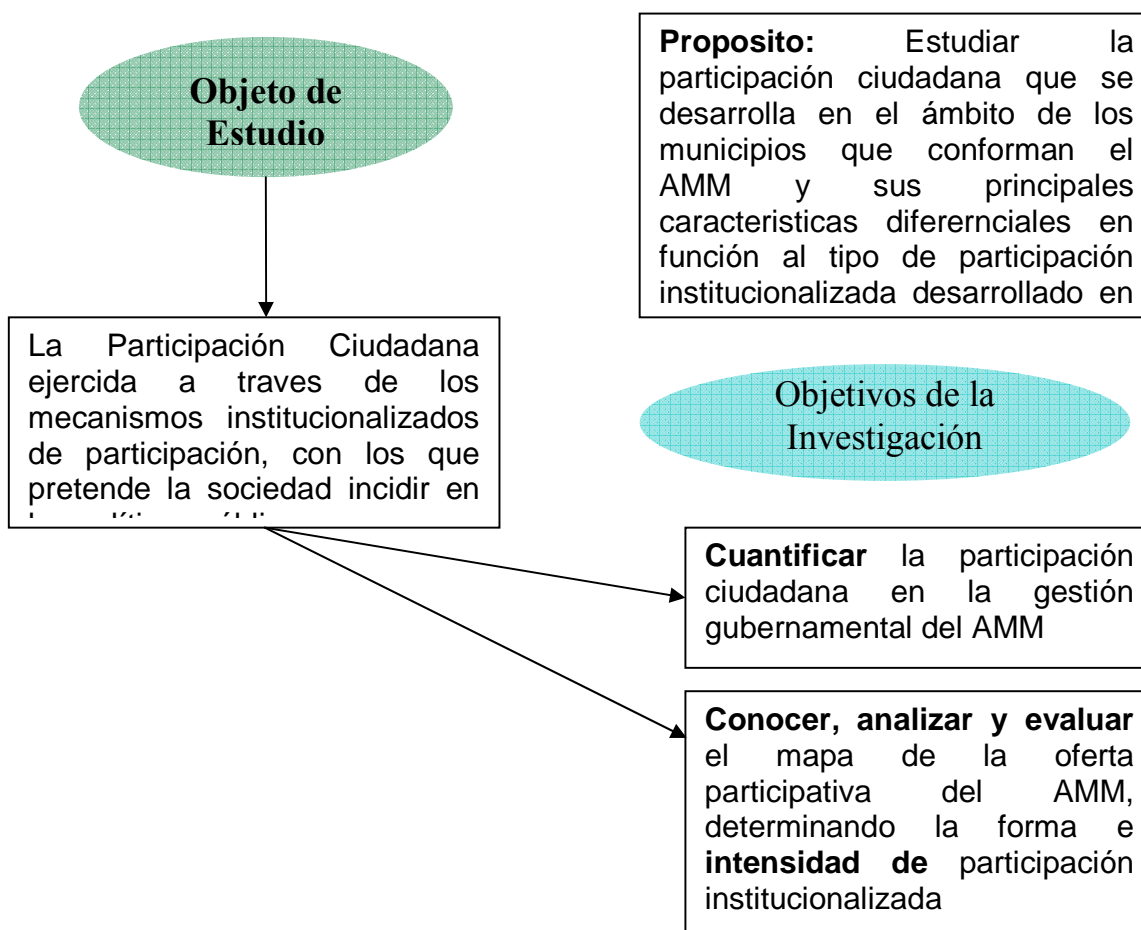 Objeto de
Estudio
La Participación Ciudadana
ejercida a traves de los
mecanismos institucionalizados
de participación, con los que
pretende la sociedad incidir en
Proposito: Estudiar la
participación ciudadana que se
desarrolla en el ámbito de los
municipios que conforman el
AMM y sus principales
caracteristicas diferernciales en
función al tipo de participación
institucionalizada desarrollado en
Objetivos de la
Investigación
Cuantificar la participación
ciudadana en la gestión
gubernamental del AMM
Conocer, analizar y evaluar
el mapa de la oferta
participativa del AMM,
determinando la forma e
intensidad de participación
institucionalizada